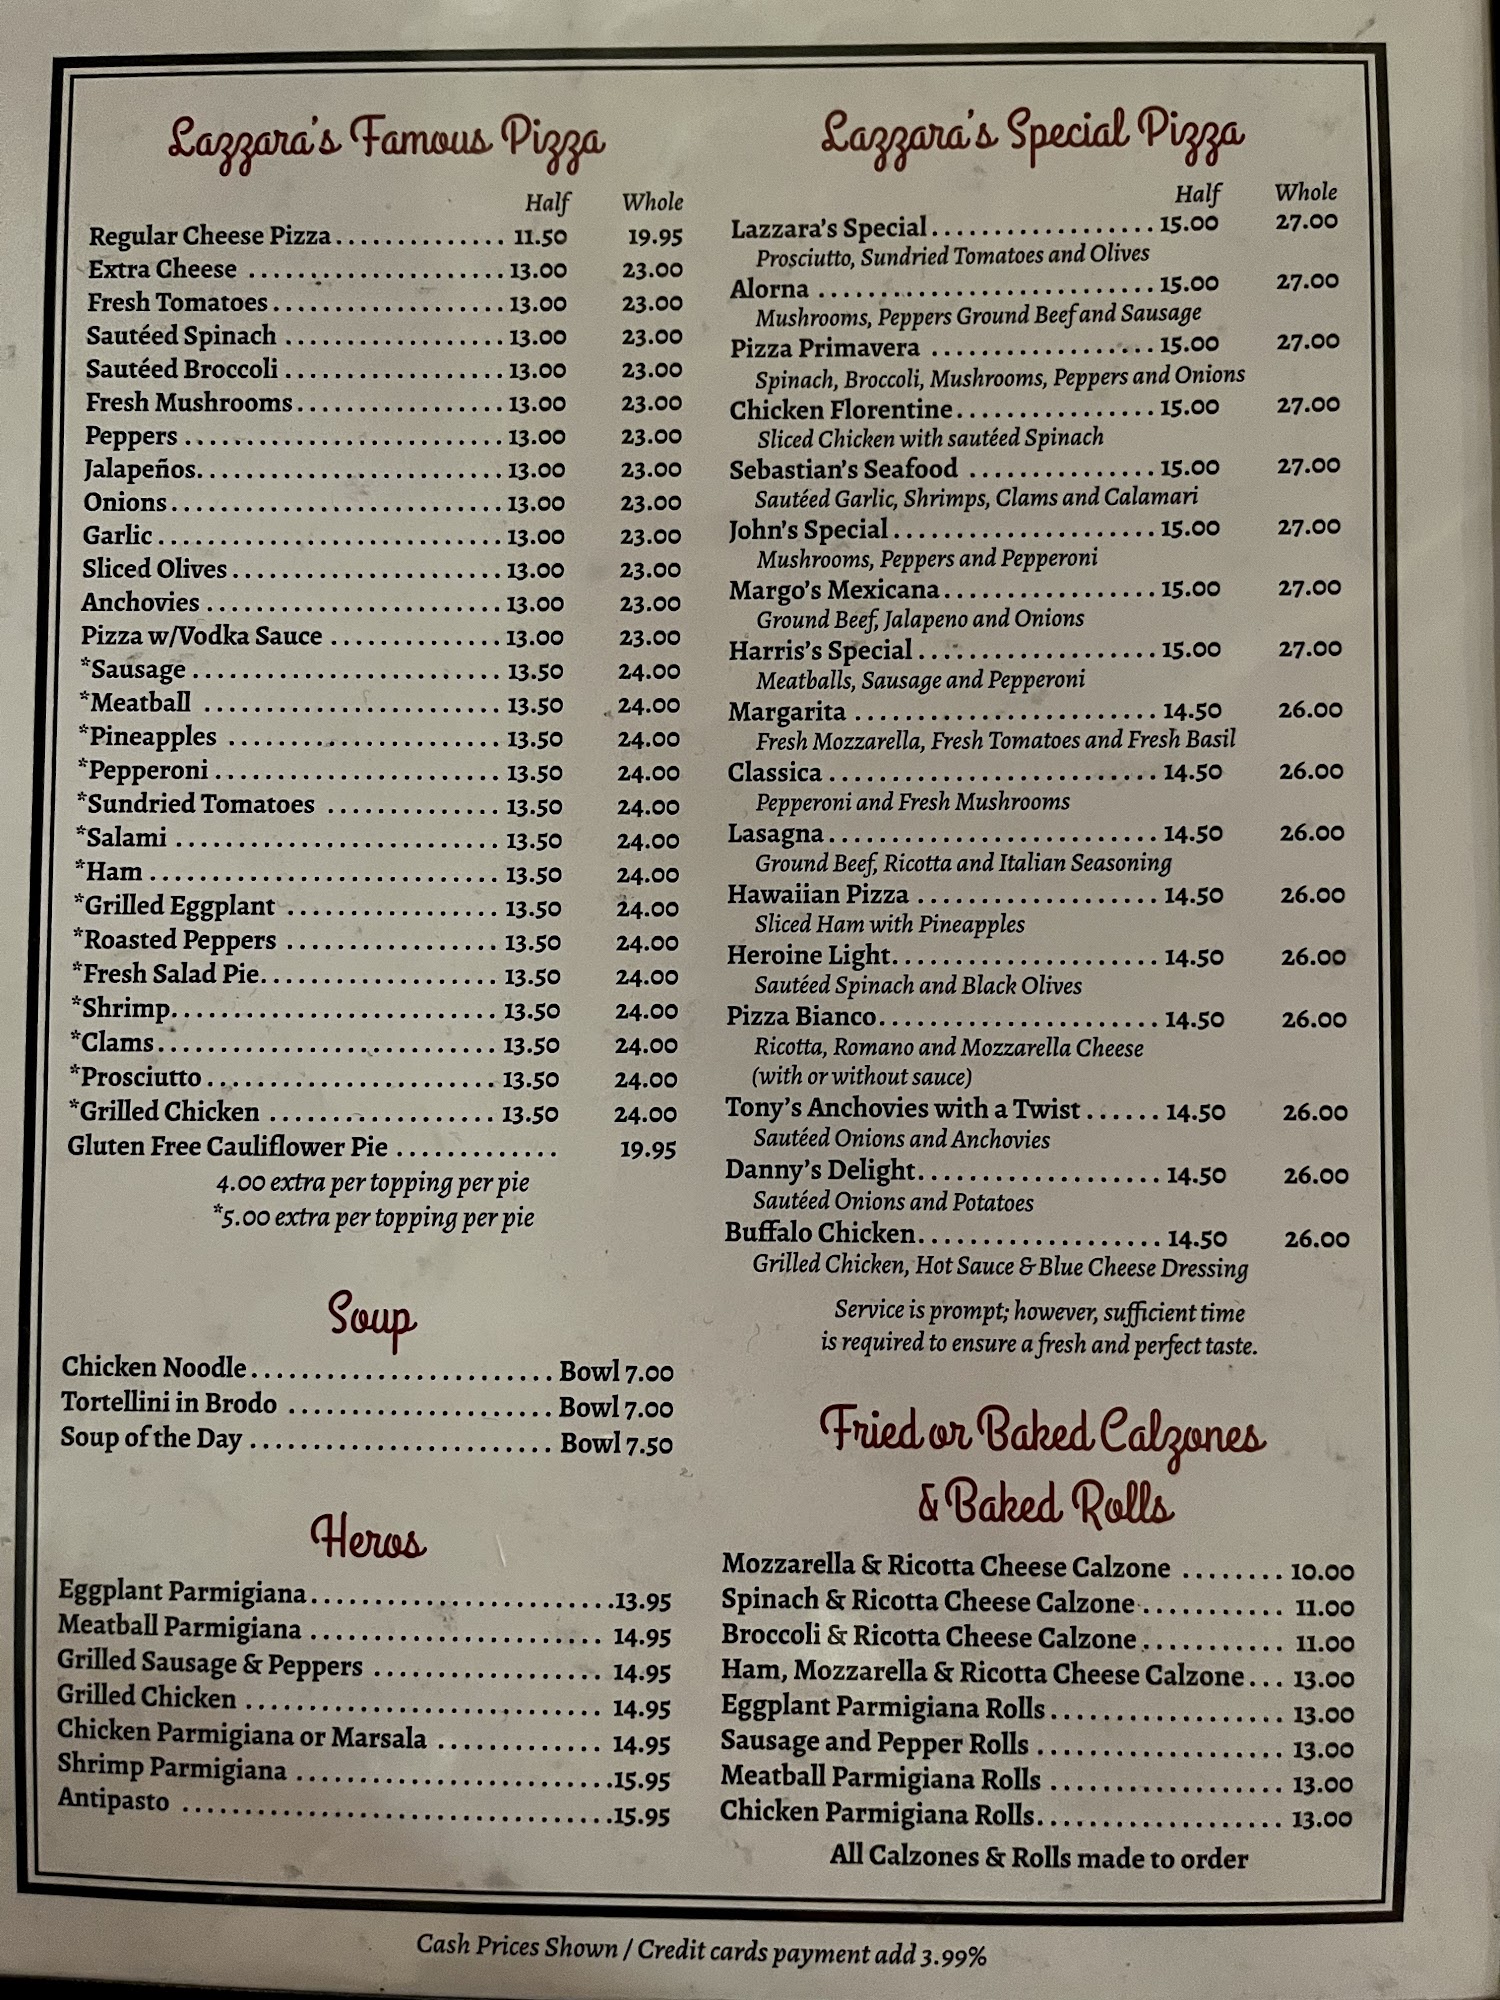 Lazzara's Famous Pizza
Half Whole
Regular Cheese Pizza.............. 11.50 19.95
Extra Cheese .....................13.00 23.00
Fresh Tomatoes...................13.00 23.00
Sautéed Spinach ..................13.00 23.00
Sautéed Broccoli ..................13.00 23.00
Fresh Mushrooms.................13.00 23.00
Peppers..........................13.00 23.00
Jalapeños.........................13.00 23.00
Onions...........................13.00 23.00
Garlic............................13.00 23.00
Sliced Olives......................13.00 23.00
Anchovies........................13.00 23.00
Pizza w/Vodka Sauce ..............13.00 23.00
*Sausage.........................13.50 24.00
*Meatball ........................13.50 24.00
*Pineapples ......................13.50 24.00
*Pepperoni.......................13.50 24.00
*Sundried Tomatoes ..............13.50 24.00
*Salami ..........................13.50 24.00
*Ham............................13.50 24.00
*Grilled Eggplant .................13.50 24.00
*Roasted Peppers .................13.50 24.00
*Fresh Salad Pie...................13.50 24.00
*Shrimp..........................13.50 24.00
*Clams...........................13.50 24.00
*Prosciutto.......................13.50 24.00
*Grilled Chicken ..................13.50 24.00
Gluten Free Cauliflower Pie ............. 19.95
4.00 extra per topping per pie
*5.00 extra per topping per pie
Soup
Chicken Noodle........................ Bowl 7.00
Tortellini in Brodo ..................... Bowl 7.00
Soup of the Day ........................ Bowl 7.50
Heros
Eggplant Parmigiana.........................13.95
Meatball Parmigiana ....................... 14.95
Grilled Sausage & Peppers .................. 14.95
Grilled Chicken ............................ 14.95
Chicken Parmigiana or Marsala ............. 14.95
Shrimp Parmigiana .........................15.95
Antipasto ..................................15.95
Lazzara's Special Pizza
Half Whole
Lazzara's Special..................15.00 27.00
Prosciutto, Sundried Tomatoes and Olives
Alorna ...........................15.00 27.00
Mushrooms, Peppers Ground Beef and Sausage
Pizza Primavera ..................15.00 27.00
Spinach, Broccoli, Mushrooms, Peppers and Onions
Chicken Florentine................15.00 27.00
Sliced Chicken with sautéed Spinach
Sebastian's Seafood ...............15.00 27.00
Sautéed Garlic, Shrimps, Clams and Calamari
John's Special.....................15.00 27.00
Mushrooms, Peppers and Pepperoni
Margo's Mexicana.................15.00 27.00
Ground Beef, Jalapeno and Onions
Harris's Special...................15.00 27.00
Meatballs, Sausage and Pepperoni
Margarita ........................14.50 26.00
Fresh Mozzarella, Fresh Tomatoes and Fresh Basil
Classica..........................14.50 26.00
Pepperoni and Fresh Mushrooms
Lasagna..........................14.50 26.00
Ground Beef, Ricotta and Italian Seasoning
Hawaiian Pizza ...................14.50 26.00
Sliced Ham with Pineapples
Heroine Light.....................14.50 26.00
Sautéed Spinach and Black Olives
Pizza Bianco......................14.50 26.00
Ricotta, Romano and Mozzarella Cheese
(with or without sauce)
Tony's Anchovies with a Twist......14.50 26.00
Sautéed Onions and Anchovies
Danny's Delight...................14.50 26.00
Sautéed Onions and Potatoes
Buffalo Chicken...................14.50 26.00
Grilled Chicken, Hot Sauce & Blue Cheese Dressing
Service is prompt; however, sufficient time
is required to ensure a fresh and perfect taste.
Fried or Baked Calzones
& Baked Rolls
Mozzarella & Ricotta Cheese Calzone ........ 10.00
Spinach & Ricotta Cheese Calzone........... 11.00
Broccoli & Ricotta Cheese Calzone........... 11.00
Ham, Mozzarella & Ricotta Cheese Calzone... 13.00
Eggplant Parmigiana Rolls................... 13.00
Sausage and Pepper Rolls .................... 13.00
Meatball Parmigiana Rolls ................... 13.00
Chicken Parmigiana Rolls.................... 13.00
All Calzones & Rolls made to order
Cash Prices Shown / Credit cards payment add 3.99%